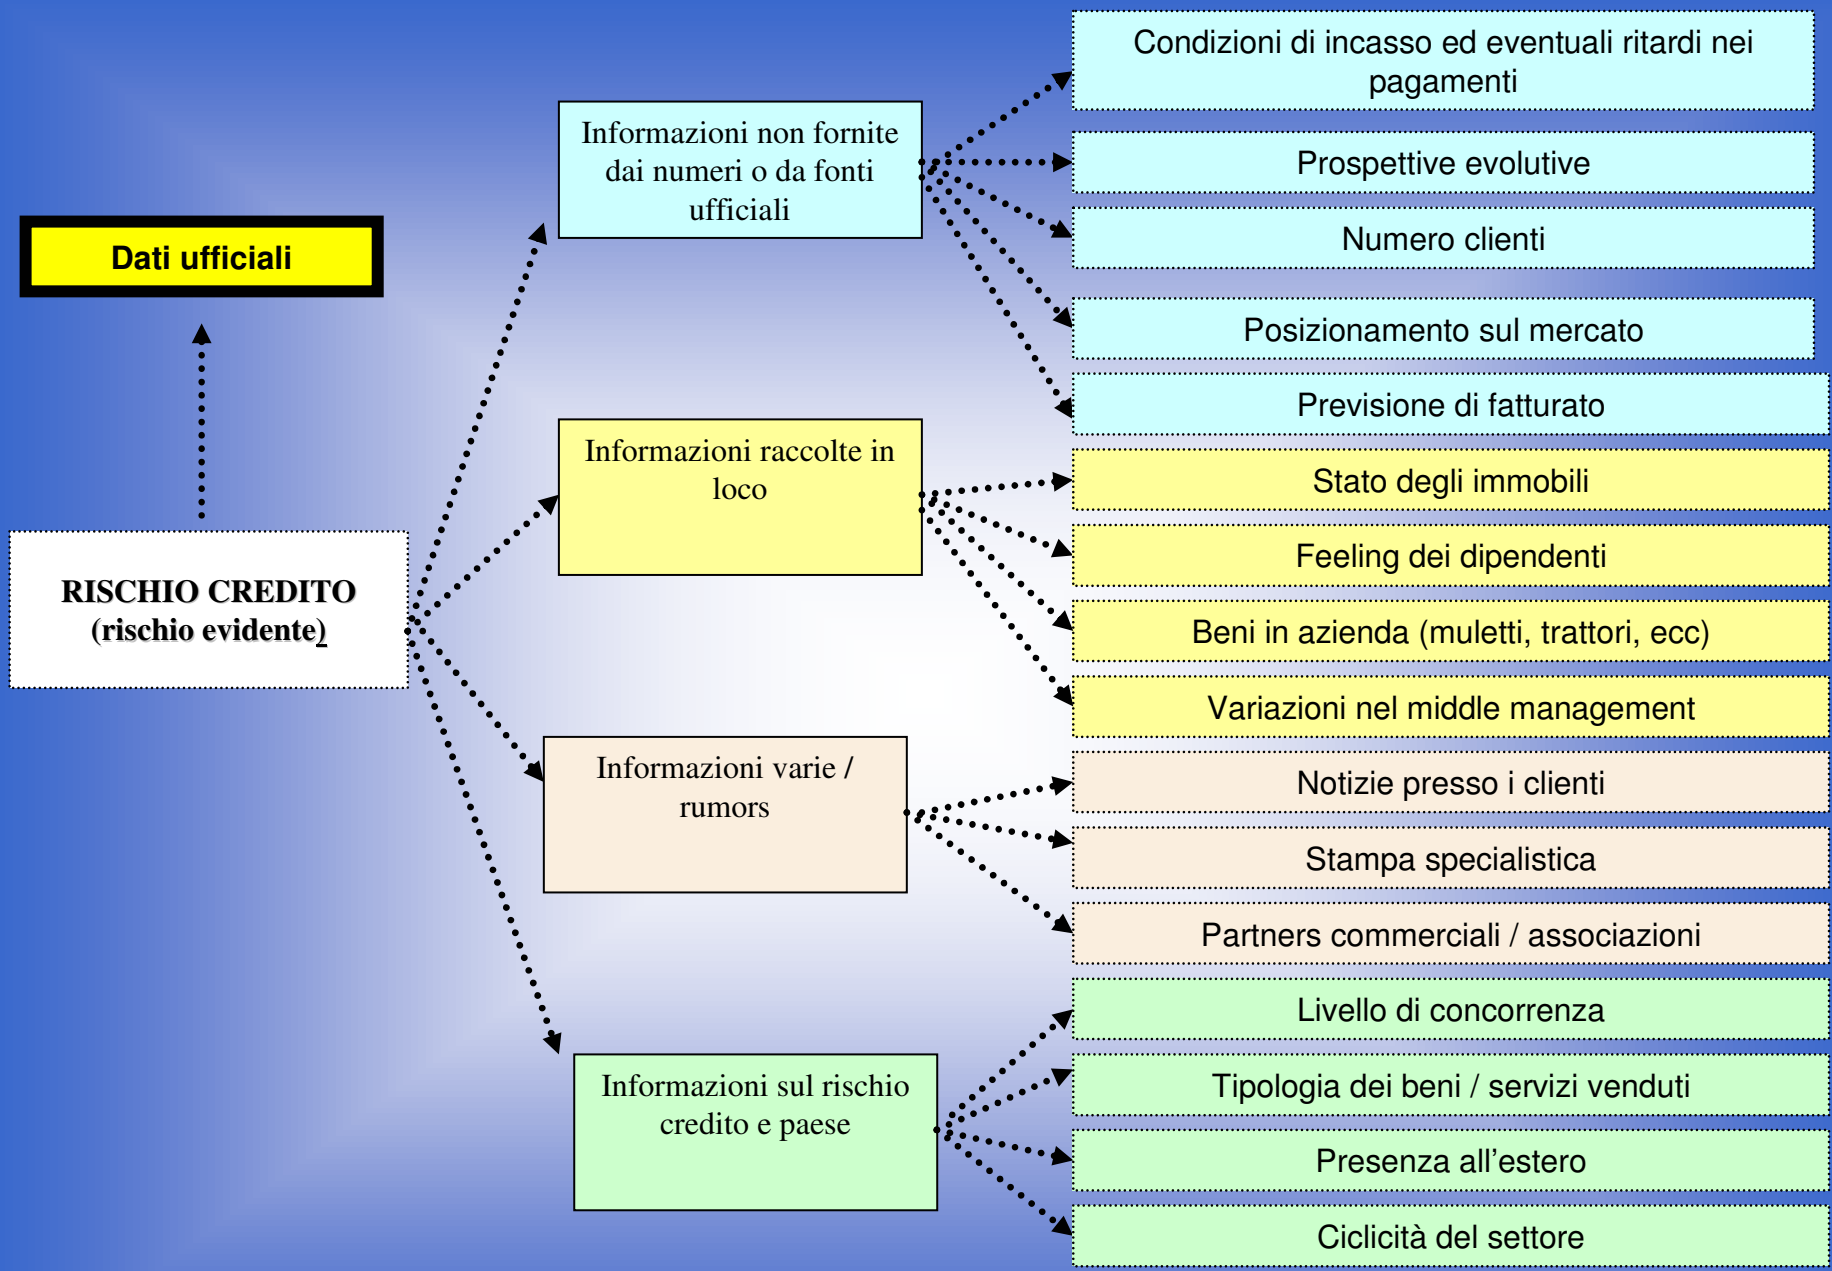 Dati ufficiali
RISCHIO CREDITO
(rischio evidente)
Informazioni non fornite
dai numeri o da fonti
ufficiali
Condizioni di incasso ed eventuali ritardi nei
pagamenti
Prospettive evolutive
Numero clienti
Posizionamento sul mercato
Previsione di fatturato
Informazioni raccolte in
loco
Stato degli immobili
Feeling dei dipendenti
Beni in azienda (muletti, trattori, ecc)
Variazioni nel middle management
Informazioni varie /
rumors
Notizie presso i clienti
Stampa specialistica
Partners commerciali / associazioni
Informazioni sul rischio
credito e paese
Livello di concorrenza
Tipologia dei beni / servizi venduti
Presenza all’estero
Ciclicità del settore